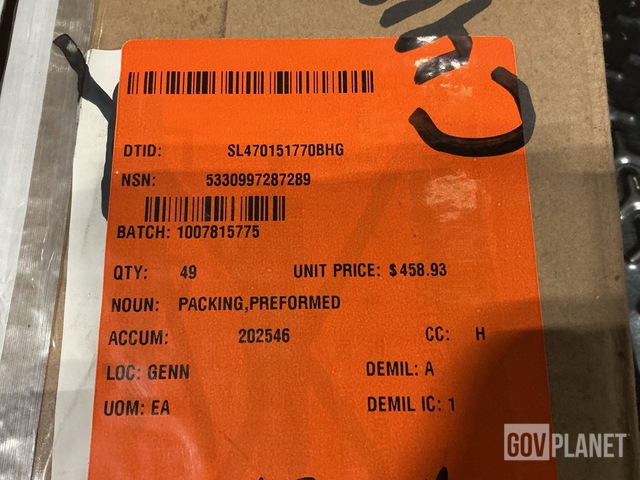 DTID: SL470151770BHG
NSN: 5330997287289
BATCH: 1007815775
QTY: 49 UNIT PRICE: $458.93
NOUN: PACKING,PREFORMED
ACCUM: 202546 CC: H
LOC: GENN DEMIL: A
UOM: EA DEMIL IC: 1
GOVPLANET